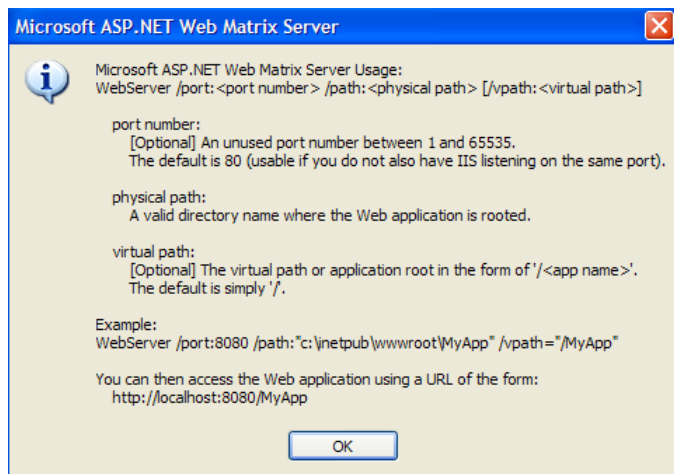 Microsoft ASP.NET Web Matrix Server
Microsoft ASP.NET Web Matrix Server Usage:
WebServer /port:<port number> /path:<physical path> [/vpath:<virtual path>]
port number:
[Optional] An unused port number between 1 and 65535.
The default is 80 (usable if you do not also have IIS listening on the same port).
physical path:
A valid directory name where the Web application is rooted.
virtual path:
[Optional] The virtual path or application root in the form of '/<app name>'.
The default is simply '/'.
Example:
WebServer /port:8080 /path:"c:\inetpub\wwwroot\MyApp" /vpath="/MyApp"
You can then access the Web application using a URL of the form:
http://localhost:8080/MyApp
OK